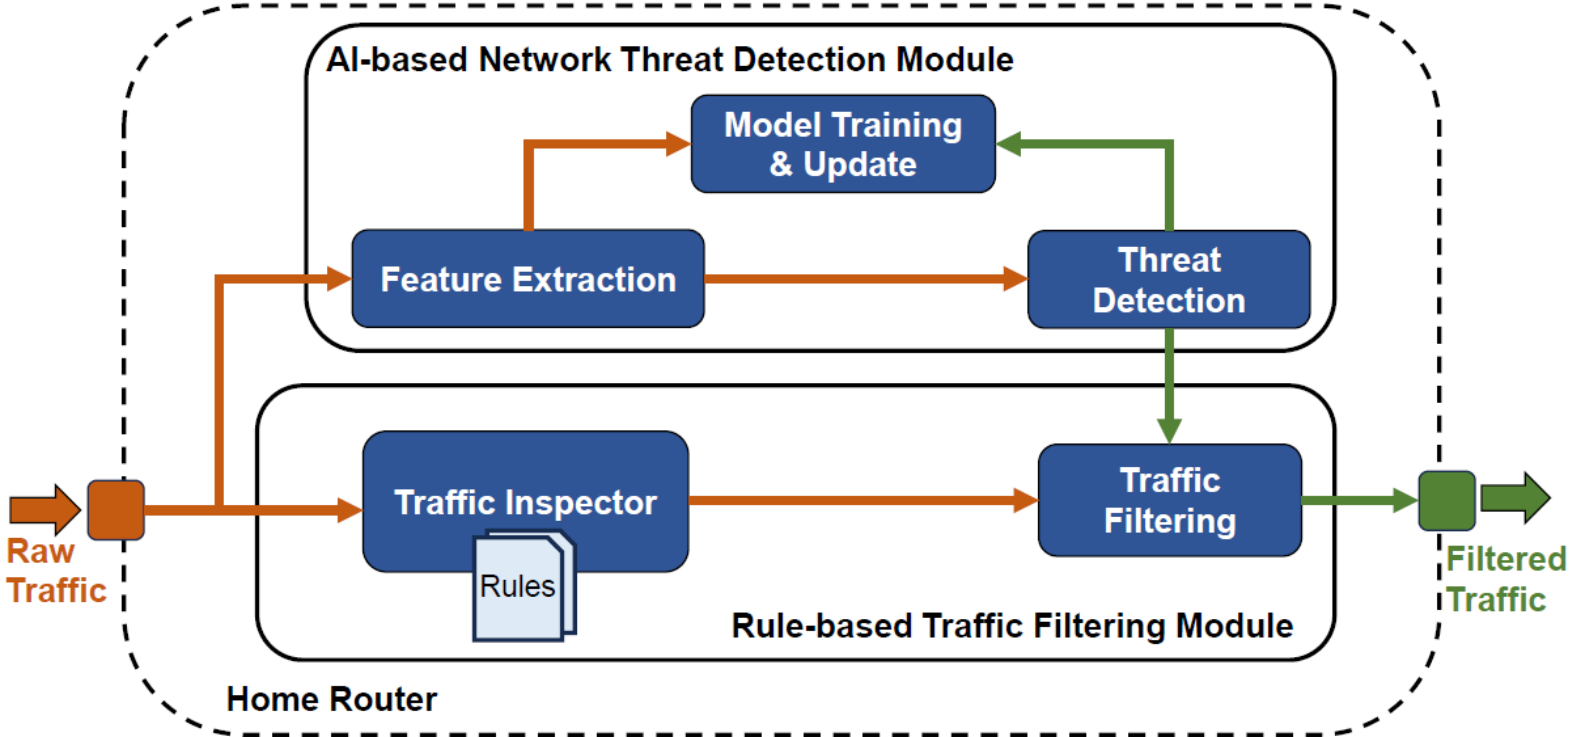 AI-based Network Threat Detection Module
Model Training
& Update
Feature Extraction
Threat
Detection
Traffic Inspector
Rules
Traffic
Filtering
Raw
Traffic
Filtered
Traffic
Rule-based Traffic Filtering Module
Home Router